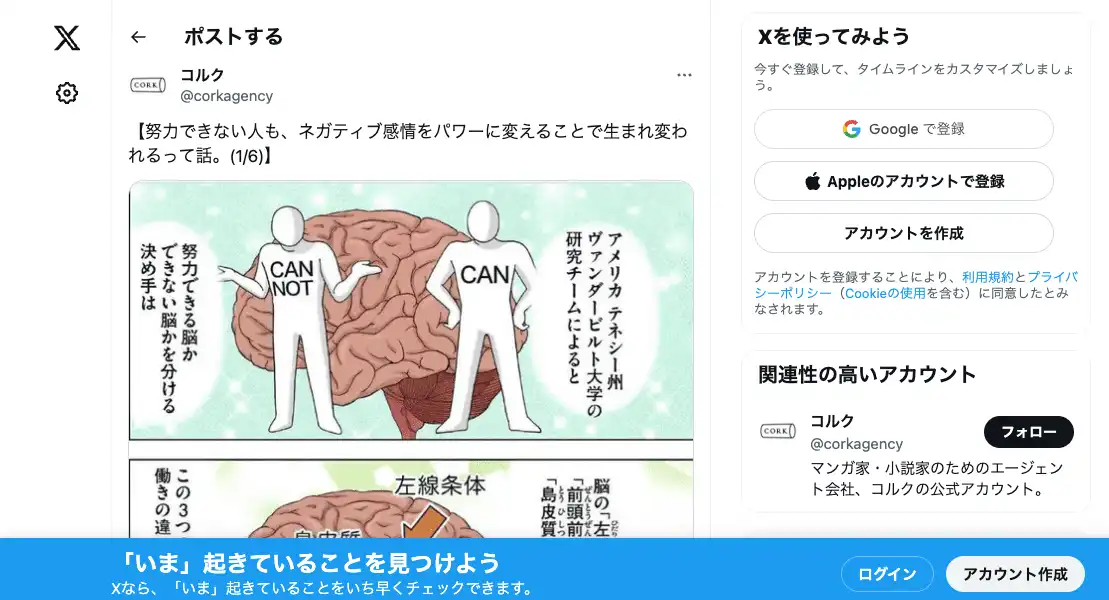 ポストする
コルク
@corkagency
CORK
【努力できない人も、ネガティブ感情をパワーに変えることで生まれ変わ
れるって話。(1/6)】
アメリカ テネシー州
ヴァンダービルト大学の
研究チームによると
CAN
CAN
NOT
努力できる脳か
できない脳かを分ける
決め手は
左線条体
島皮質
脳の「左
「前頭前
ぜんとうぜん
「島皮質
とうひしつ
この3つ
働きの違
Xを使ってみよう
今すぐ登録して、タイムラインをカスタマイズしましょ
う。
Google で登録
Appleのアカウントで登録
アカウントを作成
アカウントを登録することにより、利用規約とプライバ
シーポリシー（Cookieの使用を含む）に同意したとみ
なされます。
関連性の高いアカウント
CORK
コルク
@corkagency
フォロー
マンガ家・小説家のためのエージェン
ト会社、コルクの公式アカウント。
「いま」起きていることを見つけよう
Xなら、「いま」起きていることをいち早くチェックできます。
ログイン
アカウント作成